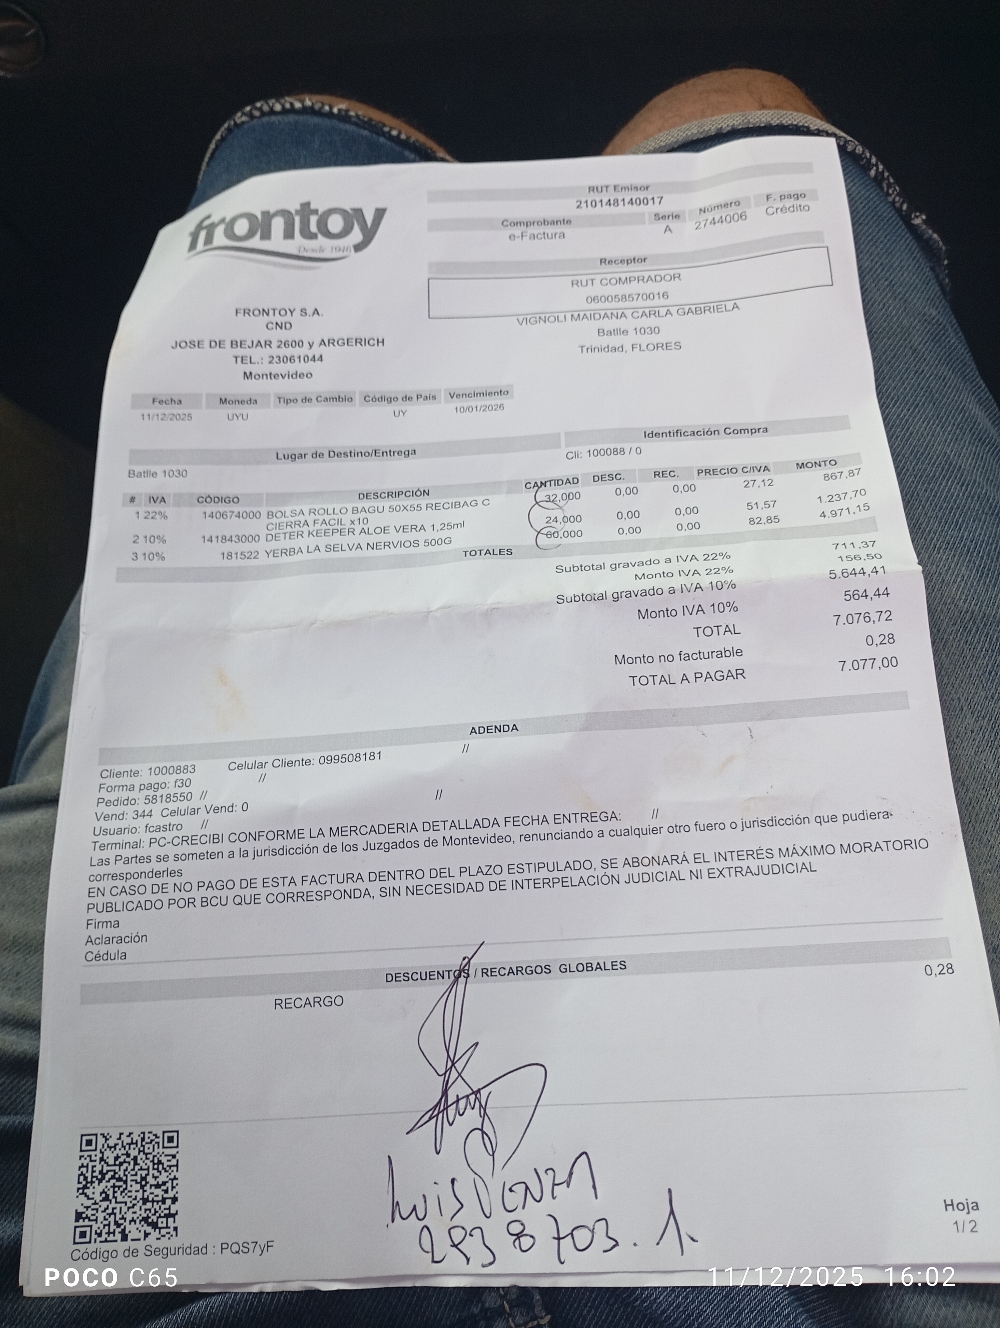 frontoy
Desde 1946
RUT Emisor
210148140017
Comprobante Serie Número F. pago
e-Factura A 2744006 Crédito
Receptor
RUT COMPRADOR
060058570016
VIGNOLI MAIDANA CARLA GABRIELA
Batlle 1030
Trinidad, FLORES
FRONTOY S.A.
CND
JOSE DE BEJAR 2600 y ARGERICH
TEL.: 23061044
Montevideo
Fecha Moneda Tipo de Cambio Código de País Vencimiento
11/12/2025 UYU UY 10/01/2026
Lugar de Destino/Entrega Identificación Compra
Batlle 1030 Cli: 100088 / 0
# IVA CÓDIGO DESCRIPCIÓN CANTIDAD DESC. REC. PRECIO C/IVA MONTO
1 22% 140674000 BOLSA ROLLO BAGU 50X55 RECIBAG C 32,000 0,00 0,00 27,12 867,87
CIERRA FACIL x10
2 10% 141843000 DETER KEEPER ALOE VERA 1,25ml 24,000 0,00 0,00 51,57 1.237,70
3 10% 181522 YERBA LA SELVA NERVIOS 500G 60,000 0,00 0,00 82,85 4.971,15
TOTALES
Subtotal gravado a IVA 22% 711,37
Monto IVA 22% 156,50
Subtotal gravado a IVA 10% 5.644,41
Monto IVA 10% 564,44
TOTAL 7.076,72
Monto no facturable 0,28
TOTAL A PAGAR 7.077,00
ADENDA
Cliente: 1000883 Celular Cliente: 099508181 //
Forma pago: f30 //
Pedido: 5818550 //
Vend: 344 Celular Vend: 0 //
Usuario: fcastro //
Terminal: PC-CRECIBI CONFORME LA MERCADERIA DETALLADA FECHA ENTREGA: //
Las Partes se someten a la jurisdicción de los Juzgados de Montevideo, renunciando a cualquier otro fuero o jurisdicción que pudiera
corresponderles
EN CASO DE NO PAGO DE ESTA FACTURA DENTRO DEL PLAZO ESTIPULADO, SE ABONARÁ EL INTERÉS MÁXIMO MORATORIO
PUBLICADO POR BCU QUE CORRESPONDA, SIN NECESIDAD DE INTERPELACIÓN JUDICIAL NI EXTRAJUDICIAL
Firma
Aclaración
Cédula
DESCUENTOS / RECARGOS GLOBALES
RECARGO 0,28
Luis
Código de Seguridad : PQS7yF
Hoja
1/2
POCO C65 11/12/2025 16:02